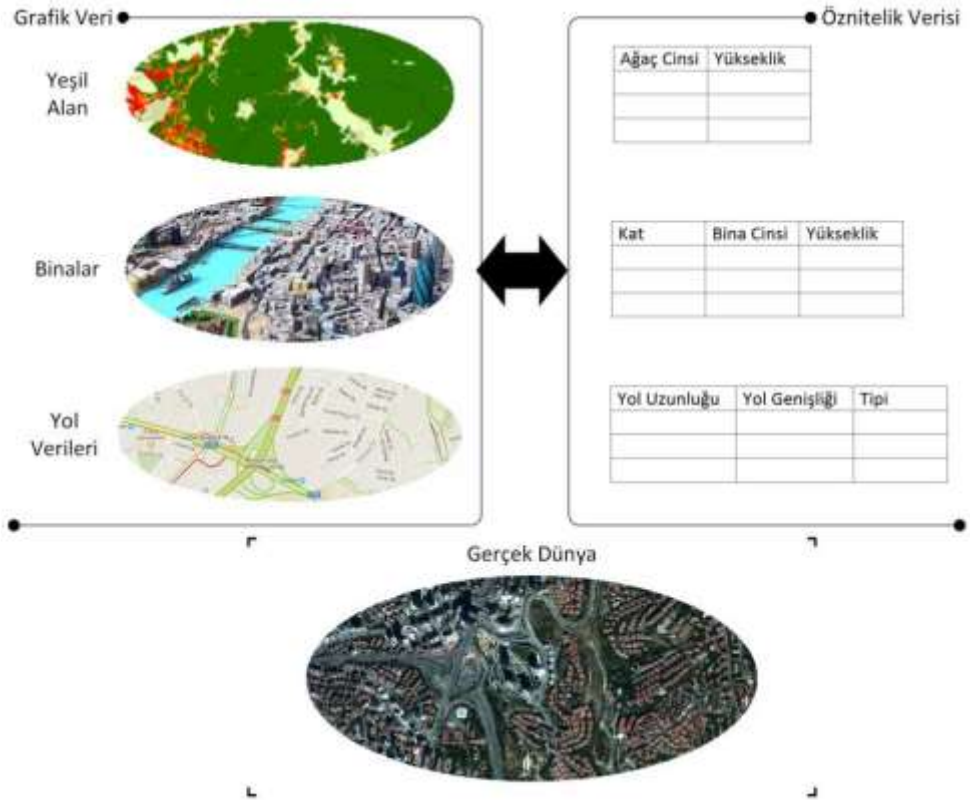 Grafik Veri
Öznitelik Verisi
Yeşil
Alan
Ağaç Cinsi Yükseklik
Binalar
Kat Bina Cinsi Yükseklik
Yol
Verileri
Yol Uzunluğu Yol Genişliği Tipi
Gerçek Dünya